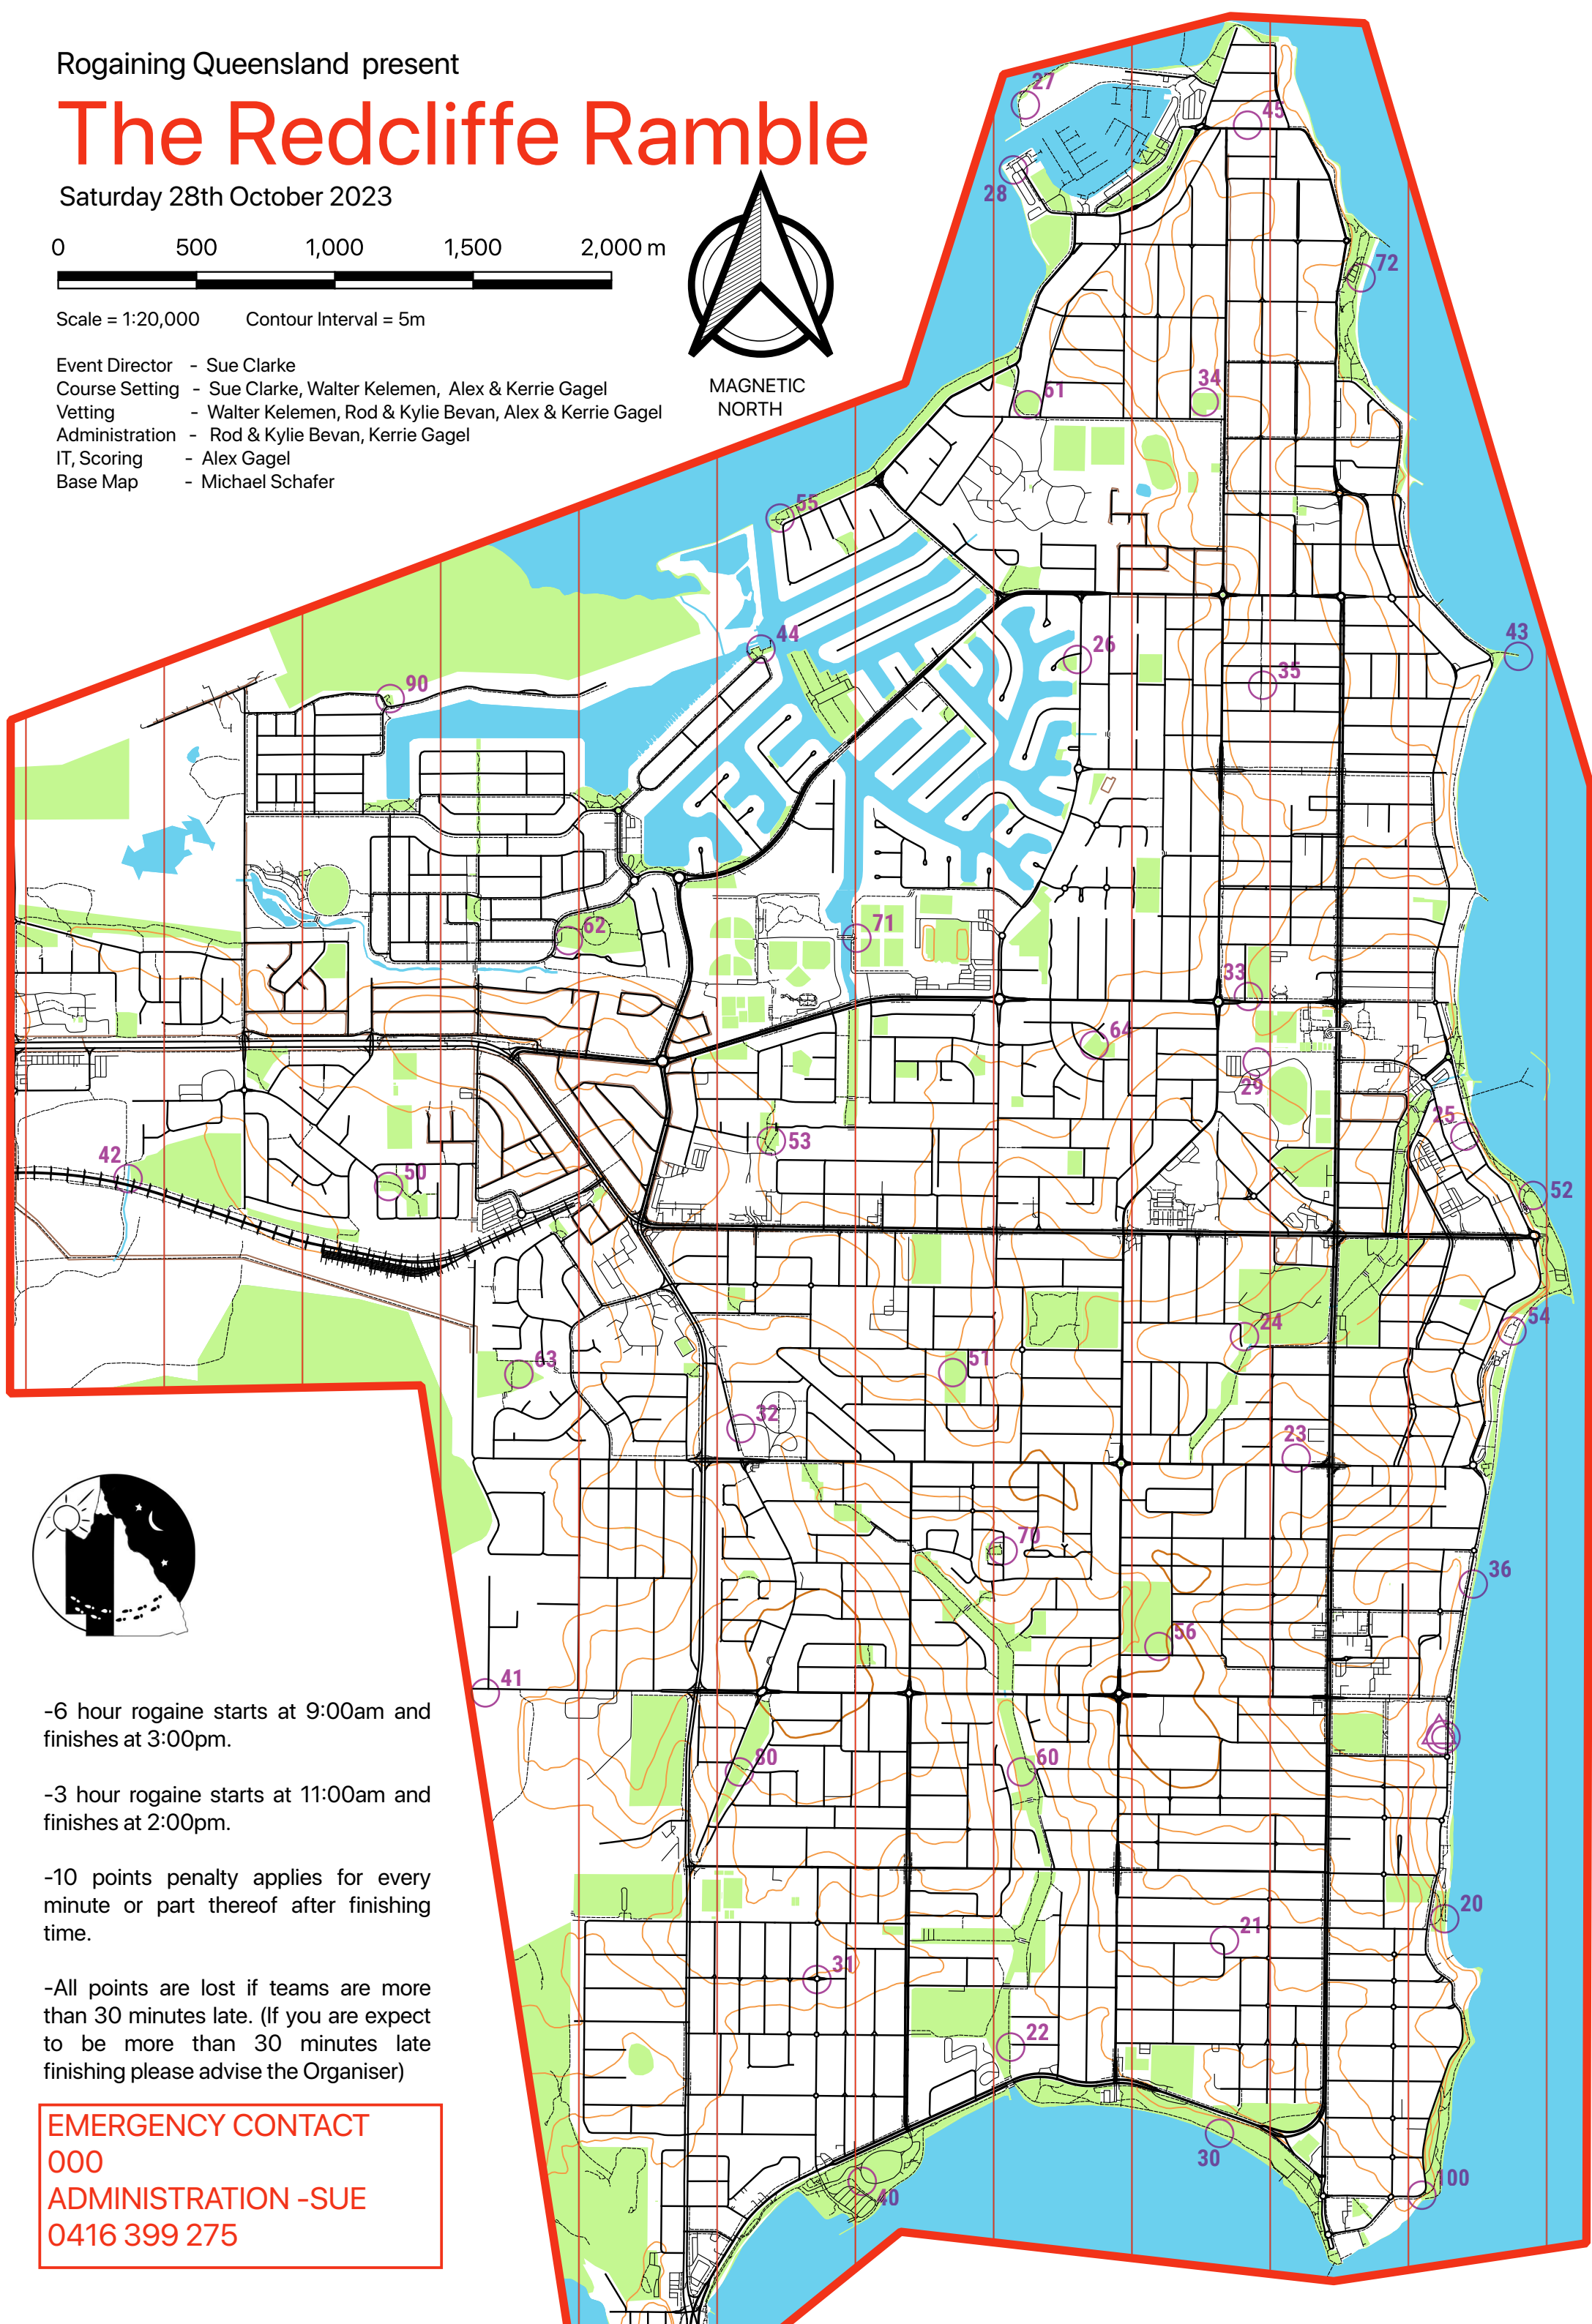 Rogaining Queensland present
The Redcliffe Ramble
Saturday 28th October 2023
0 500 1,000 1,500 2,000 m
Scale = 1:20,000 Contour Interval = 5m
Event Director - Sue Clarke
Course Setting - Sue Clarke, Walter Kelemen, Alex & Kerrie Gagel
Vetting - Walter Kelemen, Rod & Kylie Bevan, Alex & Kerrie Gagel
Administration - Rod & Kylie Bevan, Kerrie Gagel
IT, Scoring - Alex Gagel
Base Map - Michael Schafer
MAGNETIC
NORTH
27
45
28
72
61
34
55
43
44
26
35
90
62
71
33
64
29
25
53
42
50
52
54
24
63
51
32
23
70
36
56
41
80
60
20
21
31
22
30
100
40
-6 hour rogaine starts at 9:00am and
finishes at 3:00pm.
-3 hour rogaine starts at 11:00am and
finishes at 2:00pm.
-10 points penalty applies for every
minute or part thereof after finishing
time.
-All points are lost if teams are more
than 30 minutes late. (If you are expect
to be more than 30 minutes late
finishing please advise the Organiser)
EMERGENCY CONTACT
000
ADMINISTRATION -SUE
0416 399 275